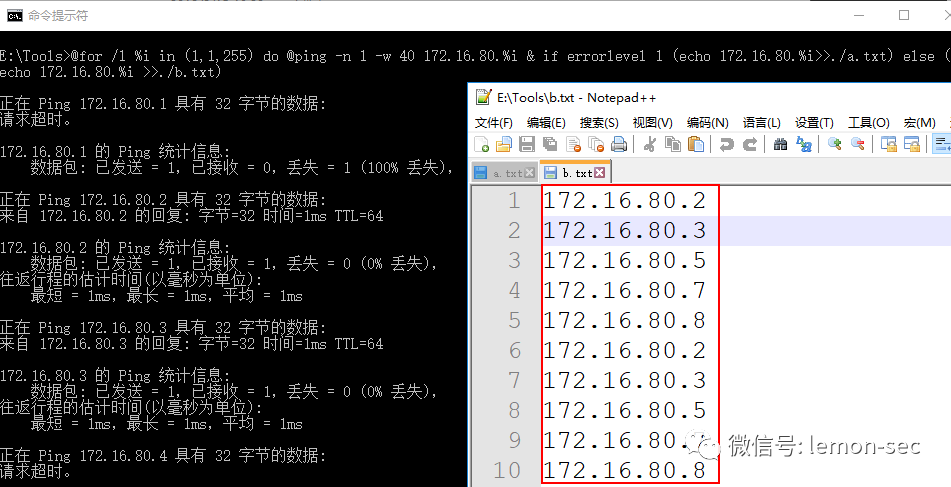 命令提示符
E:\Tools>@for /l %i in (1,1,255) do @ping -n 1 -w 40 172.16.80.%i & if errorlevel 1 (echo 172.16.80.%i>>./a.txt) else (
echo 172.16.80.%i >>./b.txt)
正在 Ping 172.16.80.1 具有 32 字节的数据:
请求超时。
172.16.80.1 的 Ping 统计信息:
数据包: 已发送 = 1，已接收 = 0，丢失 = 1 (100% 丢失)，
正在 Ping 172.16.80.2 具有 32 字节的数据:
来自 172.16.80.2 的回复: 字节=32 时间=1ms TTL=64
172.16.80.2 的 Ping 统计信息:
数据包: 已发送 = 1，已接收 = 1，丢失 = 0 (0% 丢失)，
往返行程的估计时间(以毫秒为单位):
最短 = 1ms，最长 = 1ms，平均 = 1ms
正在 Ping 172.16.80.3 具有 32 字节的数据:
来自 172.16.80.3 的回复: 字节=32 时间=1ms TTL=64
172.16.80.3 的 Ping 统计信息:
数据包: 已发送 = 1，已接收 = 1，丢失 = 0 (0% 丢失)，
往返行程的估计时间(以毫秒为单位):
最短 = 1ms，最长 = 1ms，平均 = 1ms
正在 Ping 172.16.80.4 具有 32 字节的数据:
请求超时。
E:\Tools\b.txt - Notepad++
文件(F) 编辑(E) 搜索(S) 视图(V) 编码(N) 语言(L) 设置(T) 工具(O) 宏(M)
a.txt b.txt
1 172.16.80.2
2 172.16.80.3
3 172.16.80.5
4 172.16.80.7
5 172.16.80.8
6 172.16.80.2
7 172.16.80.3
8 172.16.80.5
9 172.16.80.
10 172.16.80.8
微信号: lemon-sec